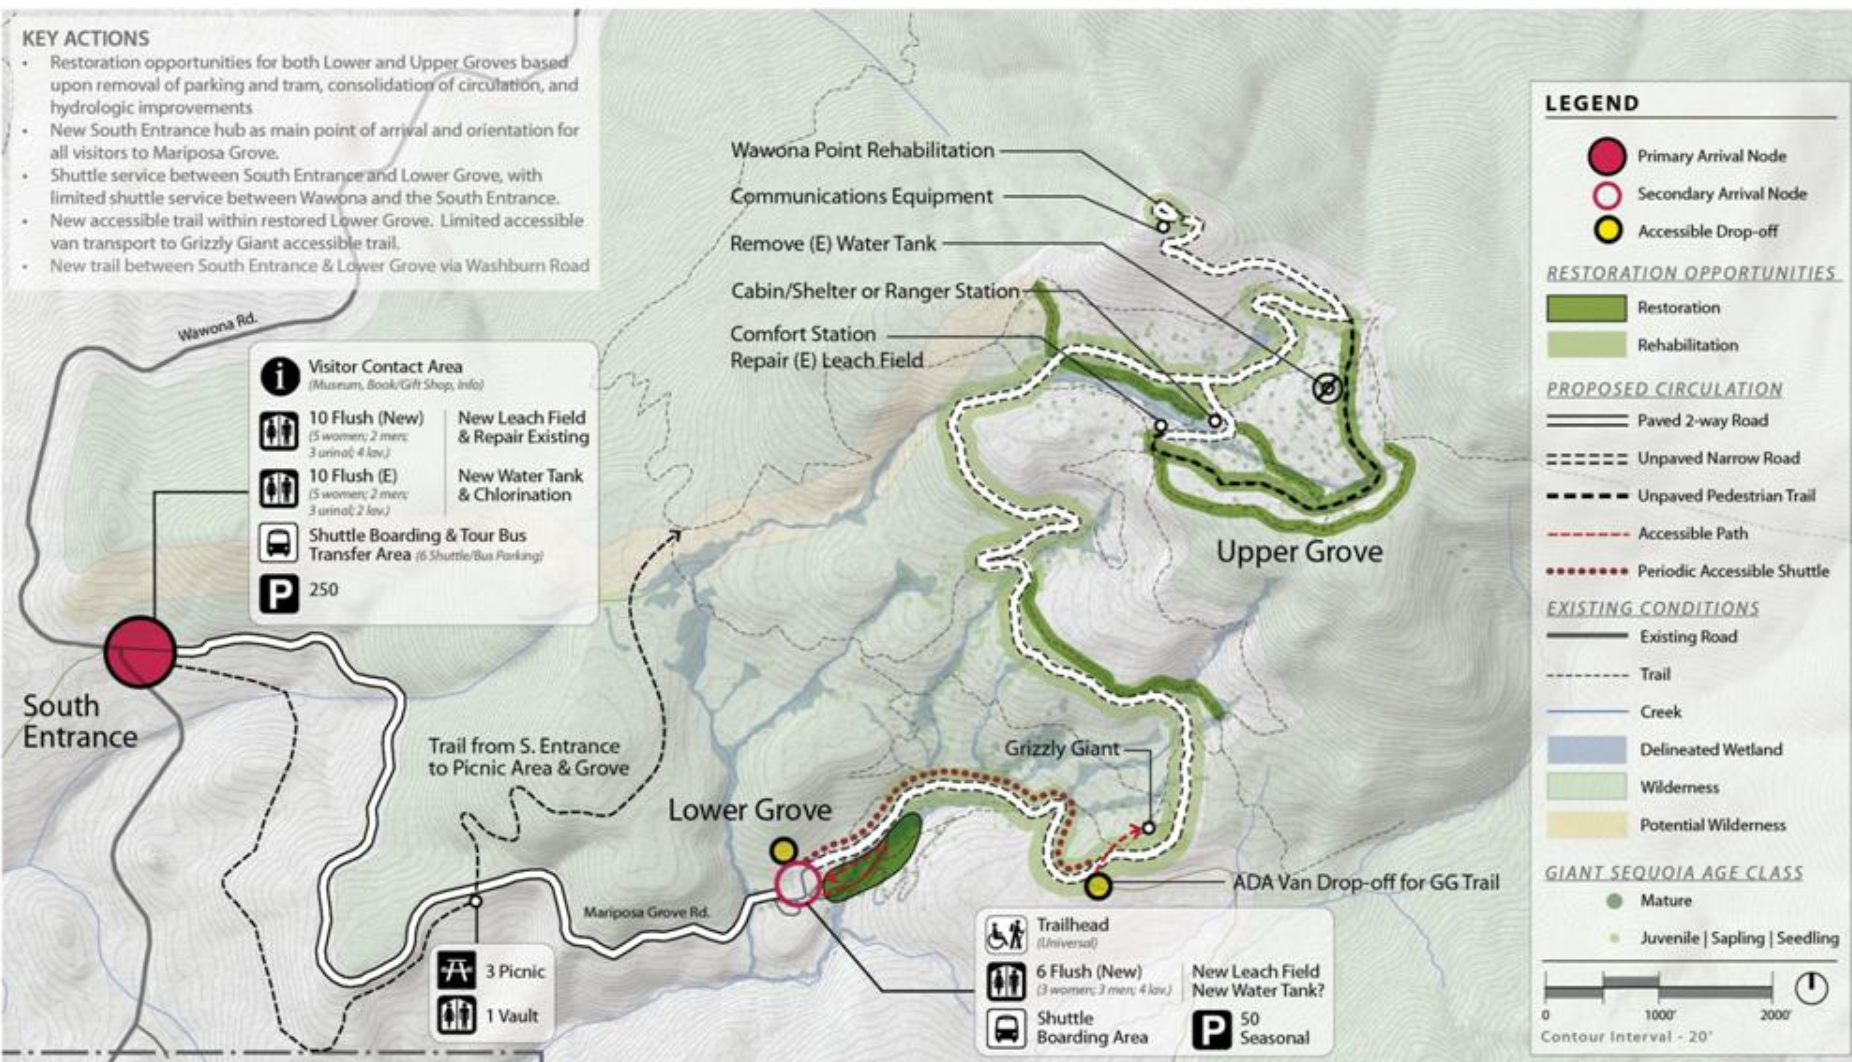 KEY ACTIONS
• Restoration opportunities for both Lower and Upper Groves based
upon removal of parking and tram, consolidation of circulation, and
hydrologic improvements
• New South Entrance hub as main point of arrival and orientation for
all visitors to Mariposa Grove.
• Shuttle service between South Entrance and Lower Grove, with
limited shuttle service between Wawona and the South Entrance.
• New accessible trail within restored Lower Grove. Limited accessible
van transport to Grizzly Giant accessible trail.
• New trail between South Entrance & Lower Grove via Washburn Road
Wawona Rd.
Visitor Contact Area
(Museum, Book/Gift Shop, Info)
10 Flush (New)
(5 women; 2 men;
3 urinal; 4 lav.)
New Leach Field
& Repair Existing
10 Flush (E)
(5 women; 2 men;
3 urinal; 2 lav.)
New Water Tank
& Chlorination
Shuttle Boarding & Tour Bus
Transfer Area (6 Shuttle/Bus Parking)
P 250
South
Entrance
Trail from S. Entrance
to Picnic Area & Grove
Mariposa Grove Rd.
3 Picnic
1 Vault
Wawona Point Rehabilitation
Communications Equipment
Remove (E) Water Tank
Cabin/Shelter or Ranger Station
Comfort Station
Repair (E) Leach Field
Upper Grove
Grizzly Giant
Lower Grove
ADA Van Drop-off for GG Trail
Trailhead
(Universal)
6 Flush (New)
(3 women; 3 men; 4 lav.)
New Leach Field
New Water Tank?
Shuttle
Boarding Area
P 50
Seasonal
LEGEND
Primary Arrival Node
Secondary Arrival Node
Accessible Drop-off
RESTORATION OPPORTUNITIES
Restoration
Rehabilitation
PROPOSED CIRCULATION
Paved 2-way Road
Unpaved Narrow Road
Unpaved Pedestrian Trail
Accessible Path
Periodic Accessible Shuttle
EXISTING CONDITIONS
Existing Road
Trail
Creek
Delineated Wetland
Wilderness
Potential Wilderness
GIANT SEQUOIA AGE CLASS
Mature
Juvenile | Sapling | Seedling
0 1000' 2000'
Contour Interval - 20'